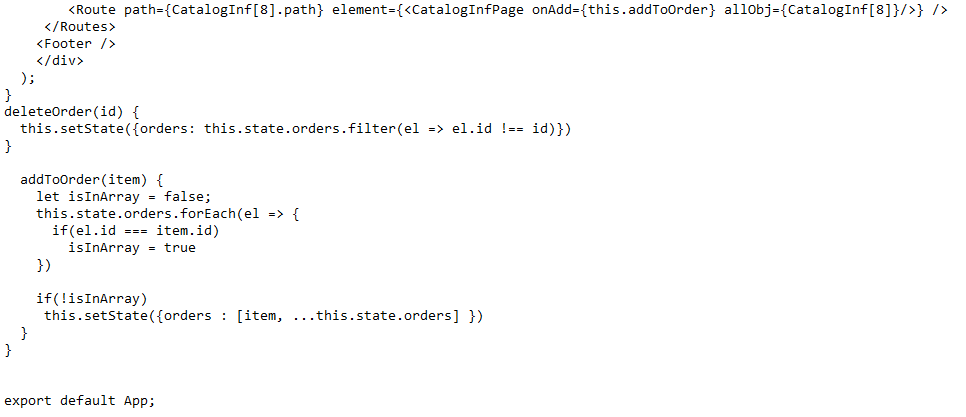 <Route path={CatalogInf[8].path} element={<CatalogInfPage onAdd={this.addToOrder} allObj={CatalogInf[8]}/>} />
</Routes>
<Footer />
</div>
);
}
deleteOrder(id) {
this.setState({orders: this.state.orders.filter(el => el.id !== id)})
}
addToOrder(item) {
let isInArray = false;
this.state.orders.forEach(el => {
if(el.id === item.id)
isInArray = true
})
if(!isInArray)
this.setState({orders : [item, ...this.state.orders] })
}
}
export default App;